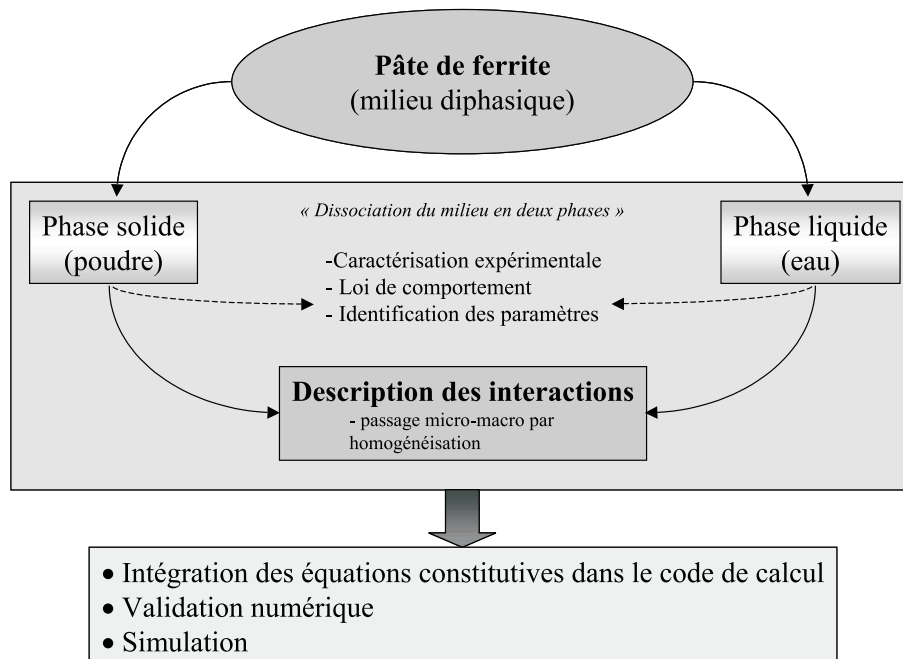 Pâte de ferrite
(milieu diphasique)
« Dissociation du milieu en deux phases »
Phase solide
(poudre)
Phase liquide
(eau)
-Caractérisation expérimentale
- Loi de comportement
- Identification des paramètres
Description des interactions
- passage micro-macro par
homogénéisation
• Intégration des équations constitutives dans le code de calcul
• Validation numérique
• Simulation